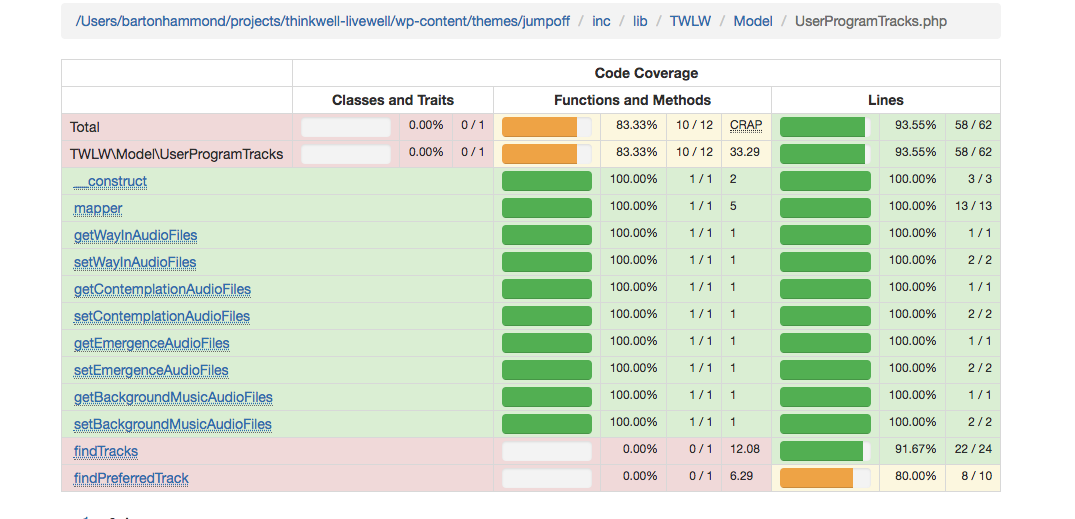 /Users/bartonhammond/projects/thinkwell-livewell/wp-content/themes/jumpoff / inc / lib / TWLW / Model / UserProgramTracks.php
Code Coverage
Classes and Traits Functions and Methods Lines
Total 0.00% 0 / 1 83.33% 10 / 12 CRAP 93.55% 58 / 62
TWLW\Model\UserProgramTracks 0.00% 0 / 1 83.33% 10 / 12 33.29 93.55% 58 / 62
__construct 100.00% 1 / 1 2 100.00% 3 / 3
mapper 100.00% 1 / 1 5 100.00% 13 / 13
getWayInAudioFiles 100.00% 1 / 1 1 100.00% 1 / 1
setWayInAudioFiles 100.00% 1 / 1 1 100.00% 2 / 2
getContemplationAudioFiles 100.00% 1 / 1 1 100.00% 1 / 1
setContemplationAudioFiles 100.00% 1 / 1 1 100.00% 2 / 2
getEmergenceAudioFiles 100.00% 1 / 1 1 100.00% 1 / 1
setEmergenceAudioFiles 100.00% 1 / 1 1 100.00% 2 / 2
getBackgroundMusicAudioFiles 100.00% 1 / 1 1 100.00% 1 / 1
setBackgroundMusicAudioFiles 100.00% 1 / 1 1 100.00% 2 / 2
findTracks 0.00% 0 / 1 12.08 91.67% 22 / 24
findPreferredTrack 0.00% 0 / 1 6.29 80.00% 8 / 10